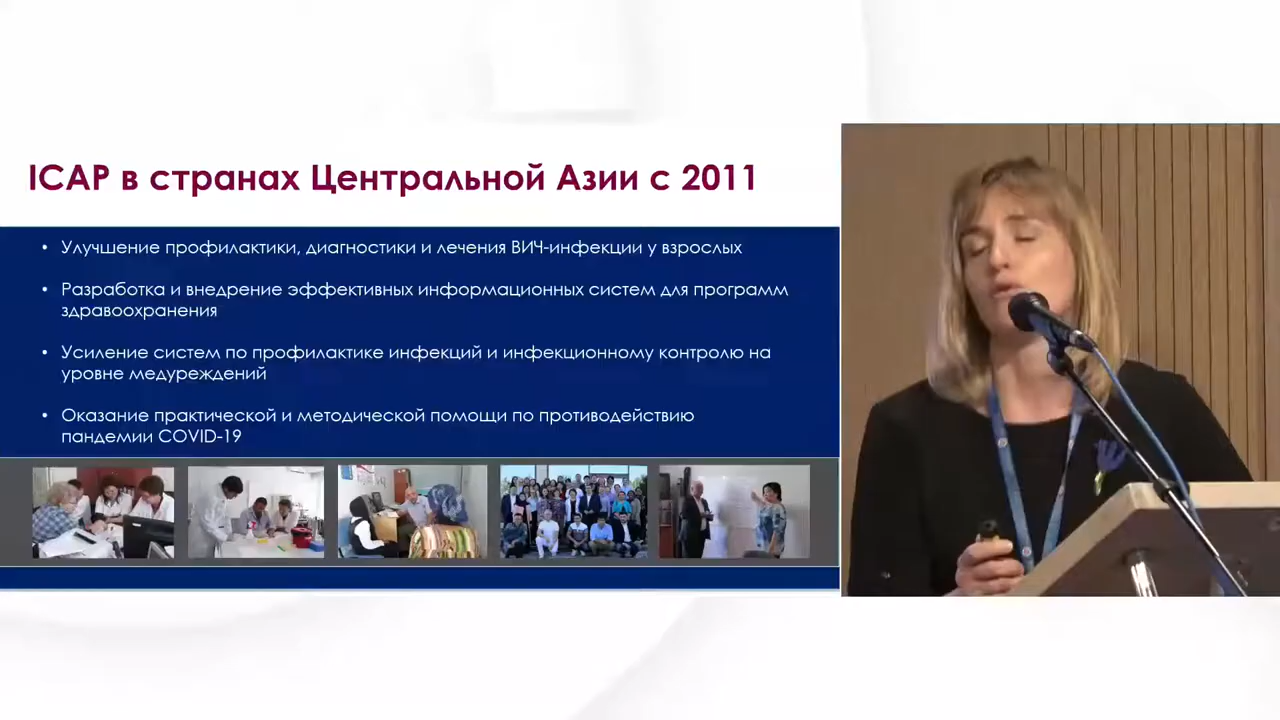 ICAP в странах Центральной Азии с 2011
• Улучшение профилактики, диагностики и лечения ВИЧ-инфекции у взрослых
• Разработка и внедрение эффективных информационных систем для программ
здравоохранения
• Усиление систем по профилактике инфекций и инфекционному контролю на
уровне медуреждений
• Оказание практической и методической помощи по противодействию
пандемии COVID-19